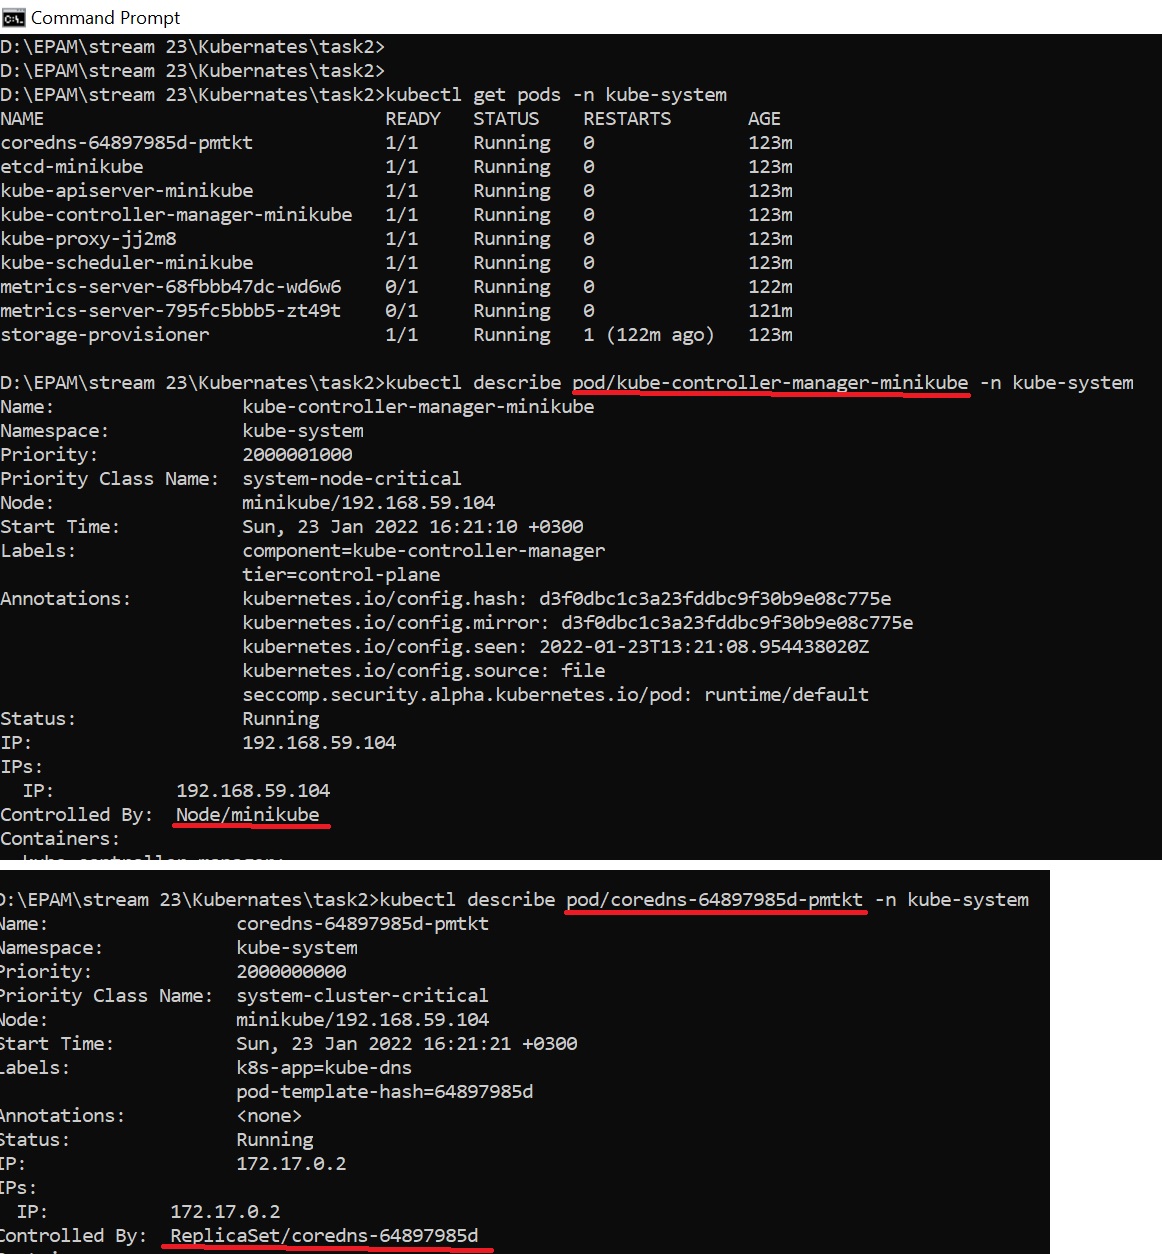 Command Prompt
D:\EPAM\stream 23\Kubernates\task2>
D:\EPAM\stream 23\Kubernates\task2>
D:\EPAM\stream 23\Kubernates\task2>kubectl get pods -n kube-system
NAME READY STATUS RESTARTS AGE
coredns-64897985d-pmtkt 1/1 Running 0 123m
etcd-minikube 1/1 Running 0 123m
kube-apiserver-minikube 1/1 Running 0 123m
kube-controller-manager-minikube 1/1 Running 0 123m
kube-proxy-jj2m8 1/1 Running 0 123m
kube-scheduler-minikube 1/1 Running 0 123m
metrics-server-68fbbb47dc-wd6w6 0/1 Running 0 122m
metrics-server-795fc5bbb5-zt49t 0/1 Running 0 121m
storage-provisioner 1/1 Running 1 (122m ago) 123m
D:\EPAM\stream 23\Kubernates\task2>kubectl describe pod/kube-controller-manager-minikube -n kube-system
Name: kube-controller-manager-minikube
Namespace: kube-system
Priority: 2000001000
Priority Class Name: system-node-critical
Node: minikube/192.168.59.104
Start Time: Sun, 23 Jan 2022 16:21:10 +0300
Labels: component=kube-controller-manager
tier=control-plane
Annotations: kubernetes.io/config.hash: d3f0dbc1c3a23fddbc9f30b9e08c775e
kubernetes.io/config.mirror: d3f0dbc1c3a23fddbc9f30b9e08c775e
kubernetes.io/config.seen: 2022-01-23T13:21:08.954438020Z
kubernetes.io/config.source: file
seccomp.security.alpha.kubernetes.io/pod: runtime/default
Status: Running
IP: 192.168.59.104
IPs:
IP: 192.168.59.104
Controlled By: Node/minikube
Containers:
D:\EPAM\stream 23\Kubernates\task2>kubectl describe pod/coredns-64897985d-pmtkt -n kube-system
Name: coredns-64897985d-pmtkt
Namespace: kube-system
Priority: 2000000000
Priority Class Name: system-cluster-critical
Node: minikube/192.168.59.104
Start Time: Sun, 23 Jan 2022 16:21:21 +0300
Labels: k8s-app=kube-dns
pod-template-hash=64897985d
Annotations: <none>
Status: Running
IP: 172.17.0.2
IPs:
IP: 172.17.0.2
Controlled By: ReplicaSet/coredns-64897985d